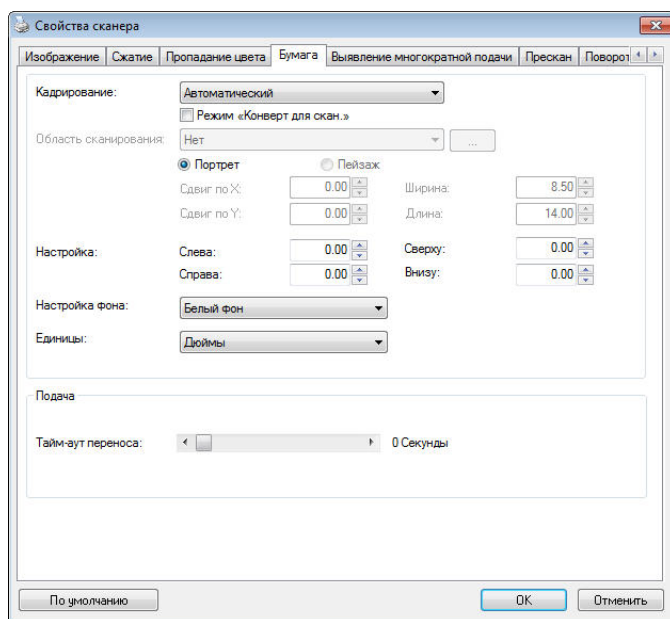 Свойства сканера
Изображение Сжатие Пропадание цвета Бумага Выявление многократной подачи Прескан Поворот
Кадрирование: Автоматический
Режим «Конверт для скан.»
Область сканирования: Нет ...
Портрет Пейзаж
Сдвиг по X: 0.00 Ширина: 8.50
Сдвиг по Y: 0.00 Длина: 14.00
Настройка: Слева: 0.00 Сверху: 0.00
Справа: 0.00 Внизу: 0.00
Настройка фона: Белый фон
Единицы: Дюймы
Подача
Тайм-аут переноса: 0 Секунды
По умолчанию OK Отменить